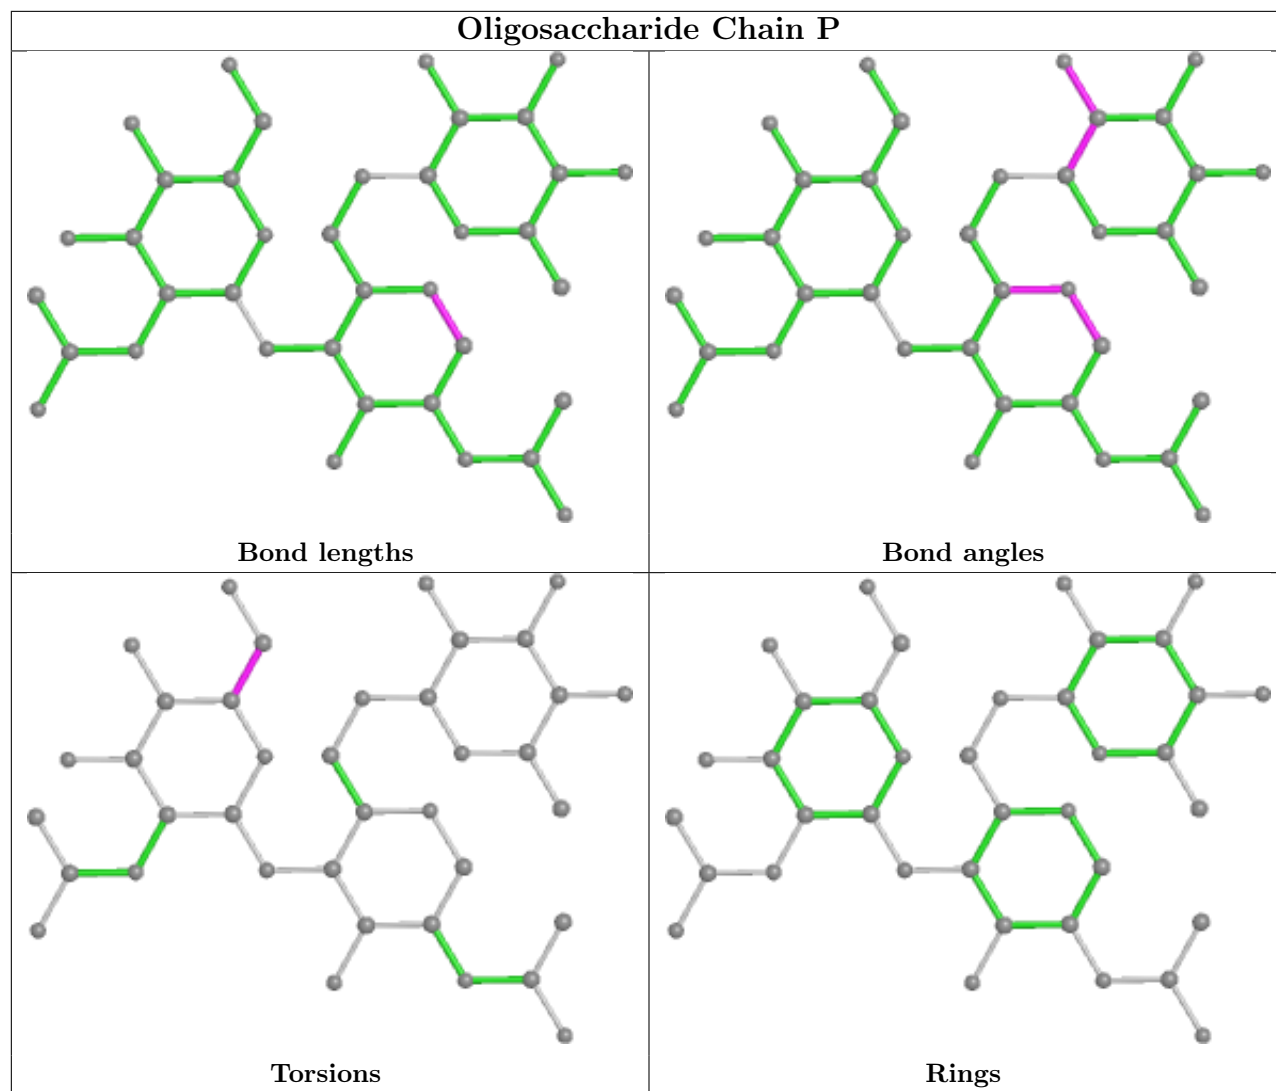 Oligosaccharide Chain P
Bond lengths
Bond angles
Torsions
Rings